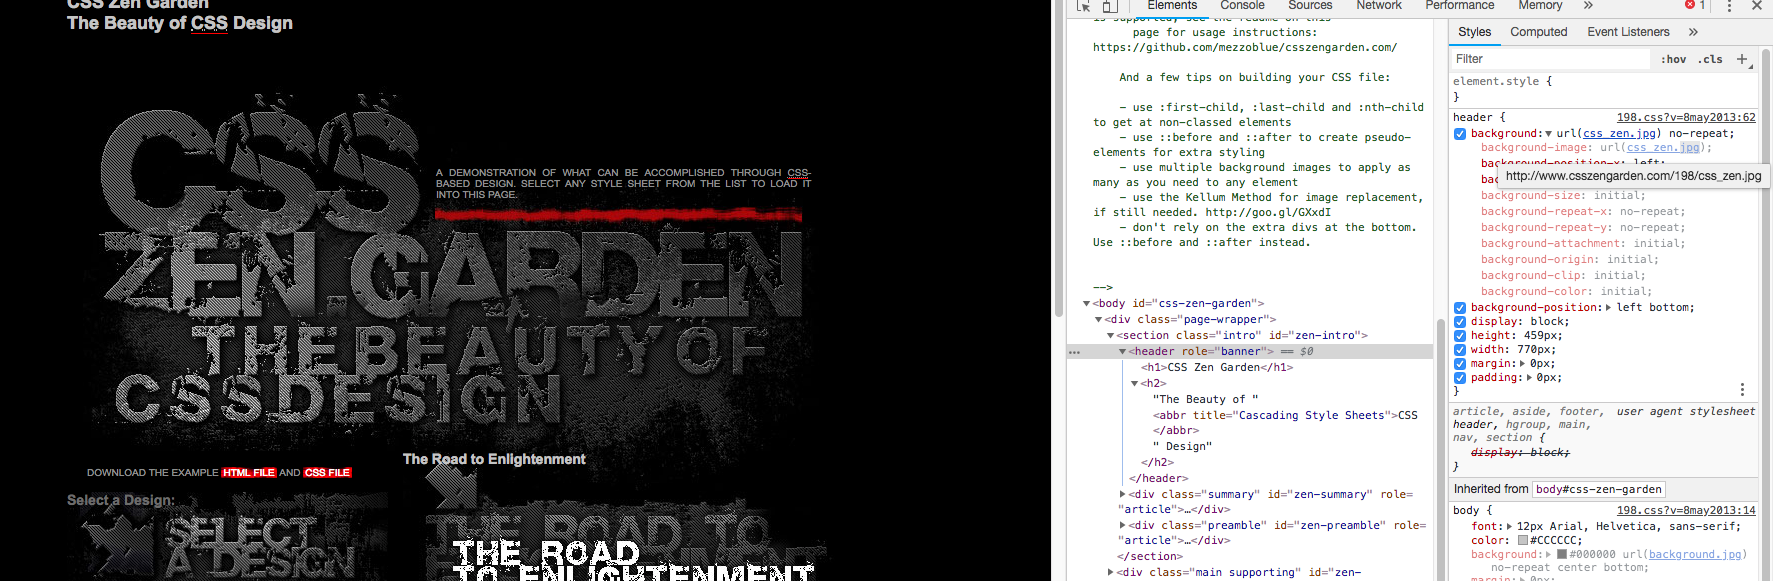 CSS Zen Garden
The Beauty of CSS Design
CSS
ZEN.GARDEN
THE BEAUTY OF
CSS DESIGN
A DEMONSTRATION OF WHAT CAN BE ACCOMPLISHED THROUGH CSS-
BASED DESIGN. SELECT ANY STYLE SHEET FROM THE LIST TO LOAD IT
INTO THIS PAGE.
DOWNLOAD THE EXAMPLE HTML FILE AND CSS FILE
Select a Design:
SELECT
A DESIGN
The Road to Enlightenment
THE ROAD TO
THE ROAD
TO ENLIGHTENMENT
Elements Console Sources Network Performance Memory » 1
is supported, see the readme on this
page for usage instructions:
https://github.com/mezzoblue/csszengarden.com/
And a few tips on building your CSS file:
- use :first-child, :last-child and :nth-child
to get at non-classed elements
- use ::before and ::after to create pseudo-
elements for extra styling
- use multiple background images to apply as
many as you need to any element
- use the Kellum Method for image replacement,
if still needed. http://goo.gl/GXxdI
- don't rely on the extra divs at the bottom.
Use ::before and ::after instead.
-->
<body id="css-zen-garden">
<div class="page-wrapper">
<section class="intro" id="zen-intro">
… <header role="banner"> == $0
<h1>CSS Zen Garden</h1>
<h2>
"The Beauty of "
<abbr title="Cascading Style Sheets">CSS
</abbr>
" Design"
</h2>
</header>
<div class="summary" id="zen-summary" role=
"article">…</div>
<div class="preamble" id="zen-preamble" role=
"article">…</div>
</section>
<div class="main supporting" id="zen-
Styles Computed Event Listeners »
Filter :hov .cls +
element.style {
}
header { 198.css?v=8may2013:62
background: url(css_zen.jpg) no-repeat;
background-image: url(css_zen.jpg);
background-position-x: left;
http://www.csszengarden.com/198/css_zen.jpg
background-size: initial;
background-repeat-x: no-repeat;
background-repeat-y: no-repeat;
background-attachment: initial;
background-origin: initial;
background-clip: initial;
background-color: initial;
background-position: left bottom;
display: block;
height: 459px;
width: 770px;
margin: 0px;
padding: 0px;
}
article, aside, footer, user agent stylesheet
header, hgroup, main,
nav, section {
display: block;
}
Inherited from body#css-zen-garden
body { 198.css?v=8may2013:14
font: 12px Arial, Helvetica, sans-serif;
color: #CCCCCC;
background: #000000 url(background.jpg)
no-repeat center bottom;
margin: 0px;